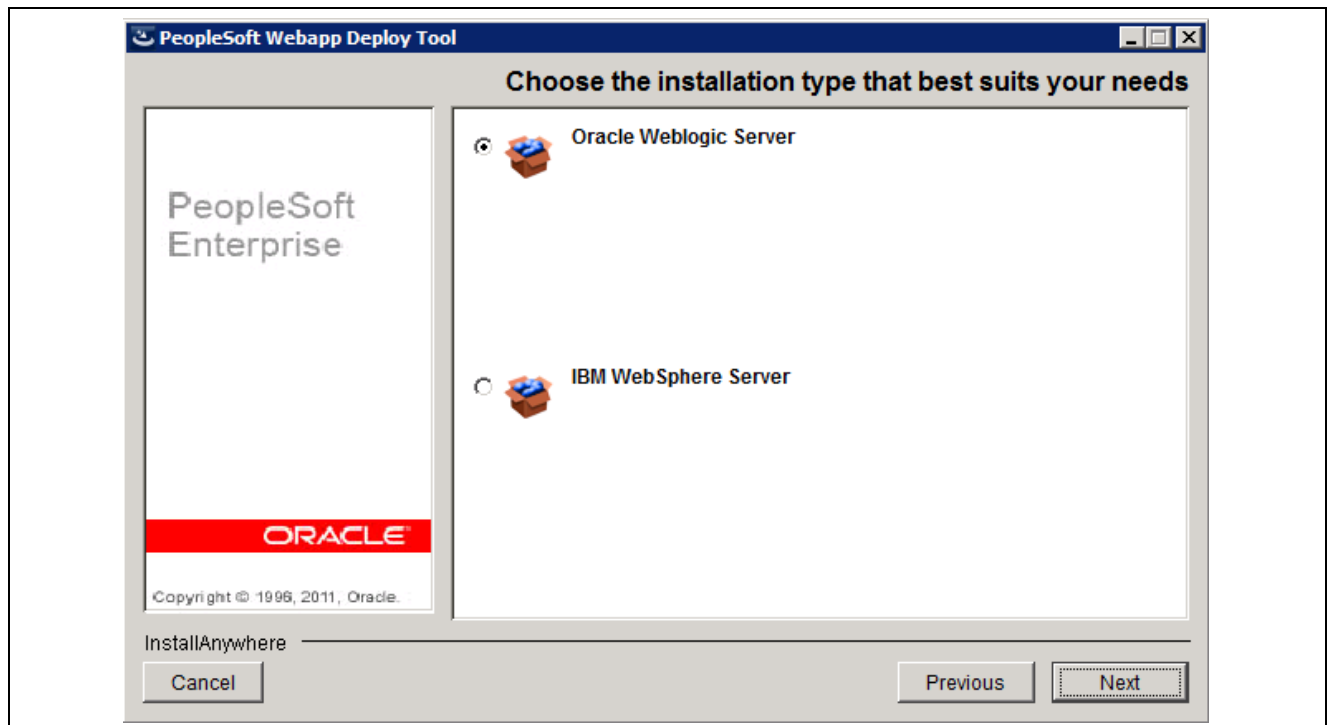 PeopleSoft Webapp Deploy Tool
Choose the installation type that best suits your needs
PeopleSoft
Enterprise
ORACLE
Copyright © 1996, 2011, Oracle.
Oracle Weblogic Server
IBM WebSphere Server
InstallAnywhere
Cancel
Previous
Next